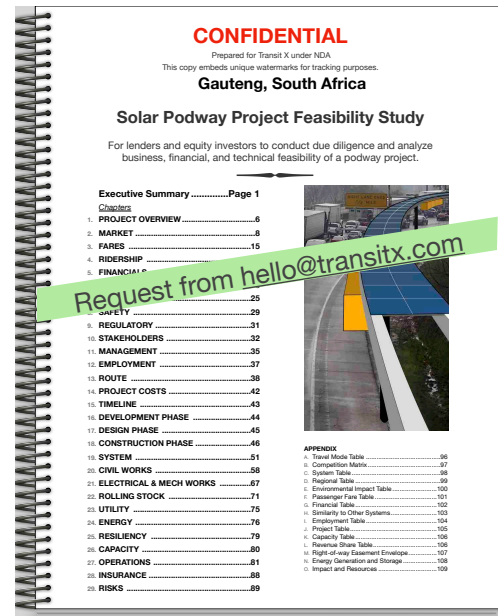 CONFIDENTIAL
Prepared for Transit X under NDA
This copy embeds unique watermarks for tracking purposes.
Gauteng, South Africa
Solar Podway Project Feasibility Study
For lenders and equity investors to conduct due diligence and analyze
business, financial, and technical feasibility of a podway project.
Executive Summary..............Page 1
Chapters
1. PROJECT OVERVIEW....................................6
2. MARKET ....................................................8
3. FARES .....................................................15
4. RIDERSHIP
5. FINANCIALS
Request from hello@transitx.com
25
8. SAFETY ....................................................29
9. REGULATORY ...........................................31
10. STAKEHOLDERS .......................................32
11. MANAGEMENT .........................................35
12. EMPLOYMENT ..........................................37
13. ROUTE ....................................................38
14. PROJECT COSTS ......................................42
15. TIMELINE .................................................43
16. DEVELOPMENT PHASE ..............................44
17. DESIGN PHASE.........................................45
18. CONSTRUCTION PHASE ............................46
19. SYSTEM ..................................................51
20. CIVIL WORKS ...........................................58
21. ELECTRICAL & MECH WORKS ....................67
22. ROLLING STOCK .......................................71
23. UTILITY ...................................................75
24. ENERGY ..................................................76
25. RESILIENCY .............................................79
26. CAPACITY ................................................80
27. OPERATIONS ............................................81
28. INSURANCE ..............................................88
29. RISKS ......................................................89
APPENDIX
A. Travel Mode Table ......................................96
B. Competition Matrix......................................97
C. System Table .............................................98
D. Regional Table ...........................................99
E. Environmental Impact Table ........................100
F. Passenger Fare Table .................................101
G. Financial Table ..........................................102
H. Similarity to Other Systems ........................103
I. Employment Table ......................................104
J. Project Table .............................................105
K. Capacity Table ...........................................106
L. Revenue Share Table ..................................106
M. Right-of-way Easement Envelope................107
N. Energy Generation and Storage ..................108
O. Impact and Resources ...............................109